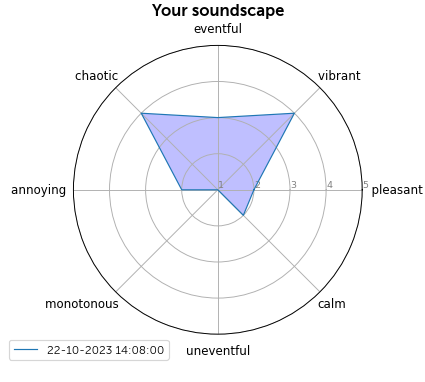 Your soundscape
eventful
chaotic
vibrant
annoying
1 2 3 4 5
pleasant
monotonous
calm
22-10-2023 14:08:00
uneventful